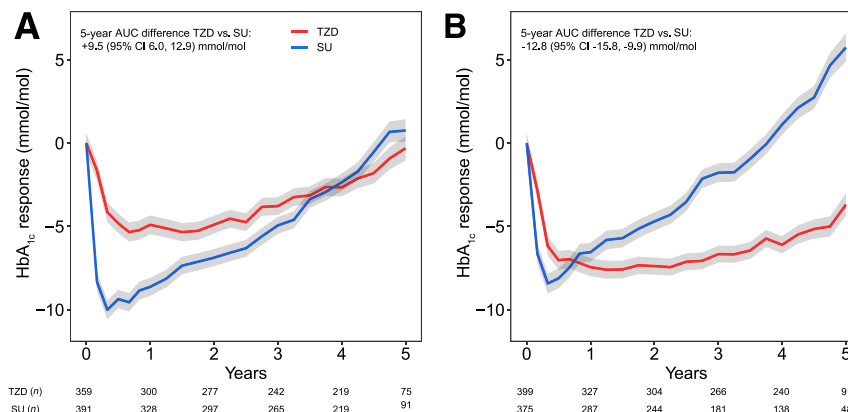 A
5-year AUC difference TZD vs. SU:
+9.5 (95% CI 6.0, 12.9) mmol/mol
TZD
SU
HbA1c response (mmol/mol)
5
0
−5
−10
0 1 2 3 4 5
Years
B
5-year AUC difference TZD vs. SU:
-12.8 (95% CI -15.8, -9.9) mmol/mol
HbA1c response (mmol/mol)
5
0
−5
−10
0 1 2 3 4 5
Years
TZD (n) 359 300 277 242 219 75
SU (n) 391 328 297 265 219 91
399 327 304 266 240
375 287 244 181 138